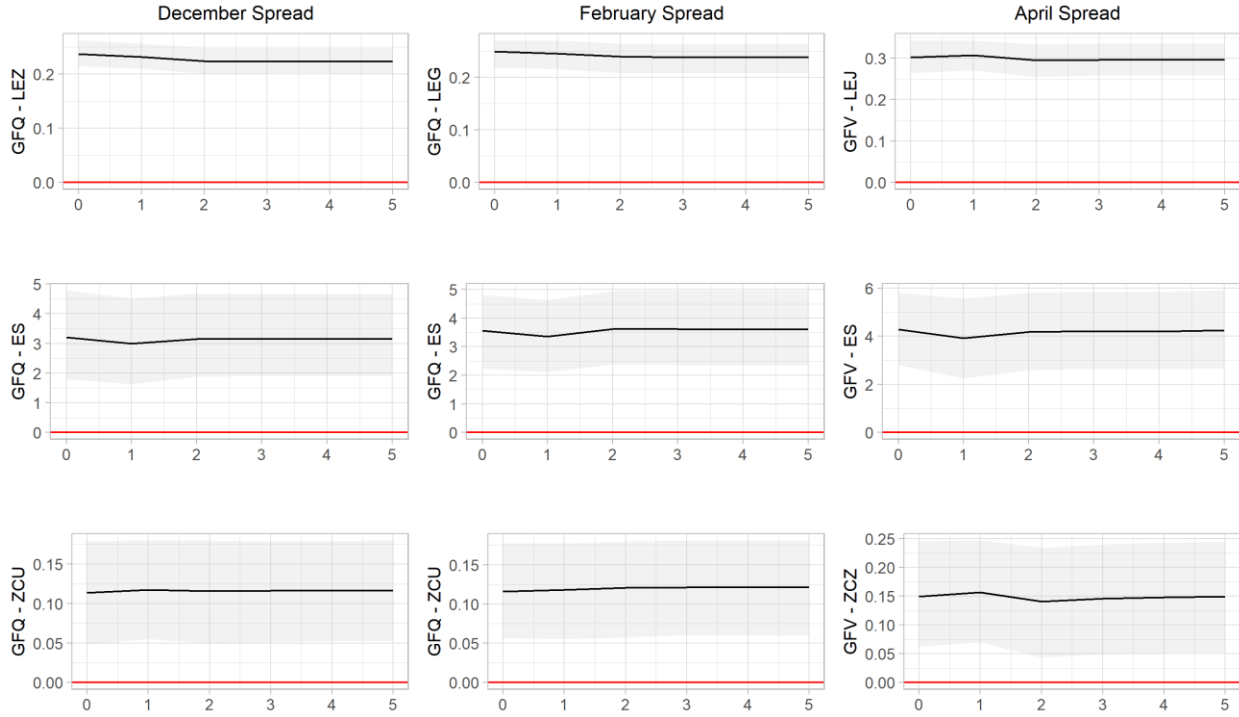 December Spread
February Spread
April Spread
GFQ - LEZ
0.2
0.1
0.0
0 1 2 3 4 5
GFQ - LEG
0.2
0.1
0.0
0 1 2 3 4 5
GFV - LEJ
0.3
0.2
0.1
0.0
0 1 2 3 4 5
GFQ - ES
5
4
3
2
1
0
0 1 2 3 4 5
GFQ - ES
5
4
3
2
1
0
0 1 2 3 4 5
GFV - ES
6
4
2
0
0 1 2 3 4 5
GFQ - ZCU
0.15
0.10
0.05
0.00
0 1 2 3 4 5
GFQ - ZCU
0.15
0.10
0.05
0.00
0 1 2 3 4 5
GFV - ZCZ
0.25
0.20
0.15
0.10
0.05
0.00
0 1 2 3 4 5